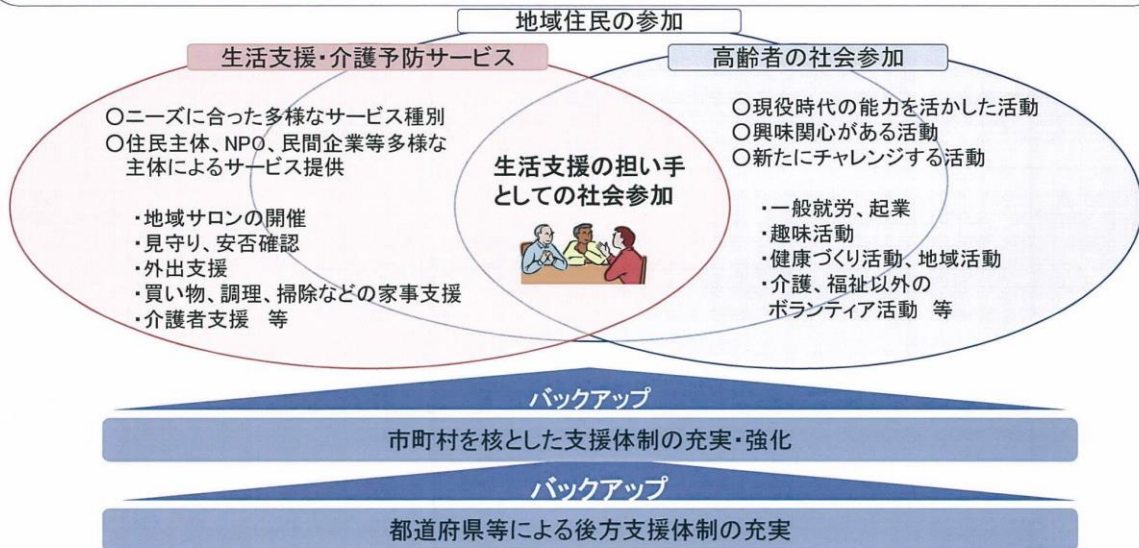 地域住民の参加
生活支援・介護予防サービス
○ニーズに合った多様なサービス種別
○住民主体、NPO、民間企業等多様な
主体によるサービス提供
・地域サロンの開催
・見守り、安否確認
・外出支援
・買い物、調理、掃除などの家事支援
・介護者支援　等
生活支援の担い手
としての社会参加
高齢者の社会参加
○現役時代の能力を活かした活動
○興味関心がある活動
○新たにチャレンジする活動
・一般就労、起業
・趣味活動
・健康づくり活動、地域活動
・介護、福祉以外の
ボランティア活動　等
バックアップ
市町村を核とした支援体制の充実・強化
バックアップ
都道府県等による後方支援体制の充実